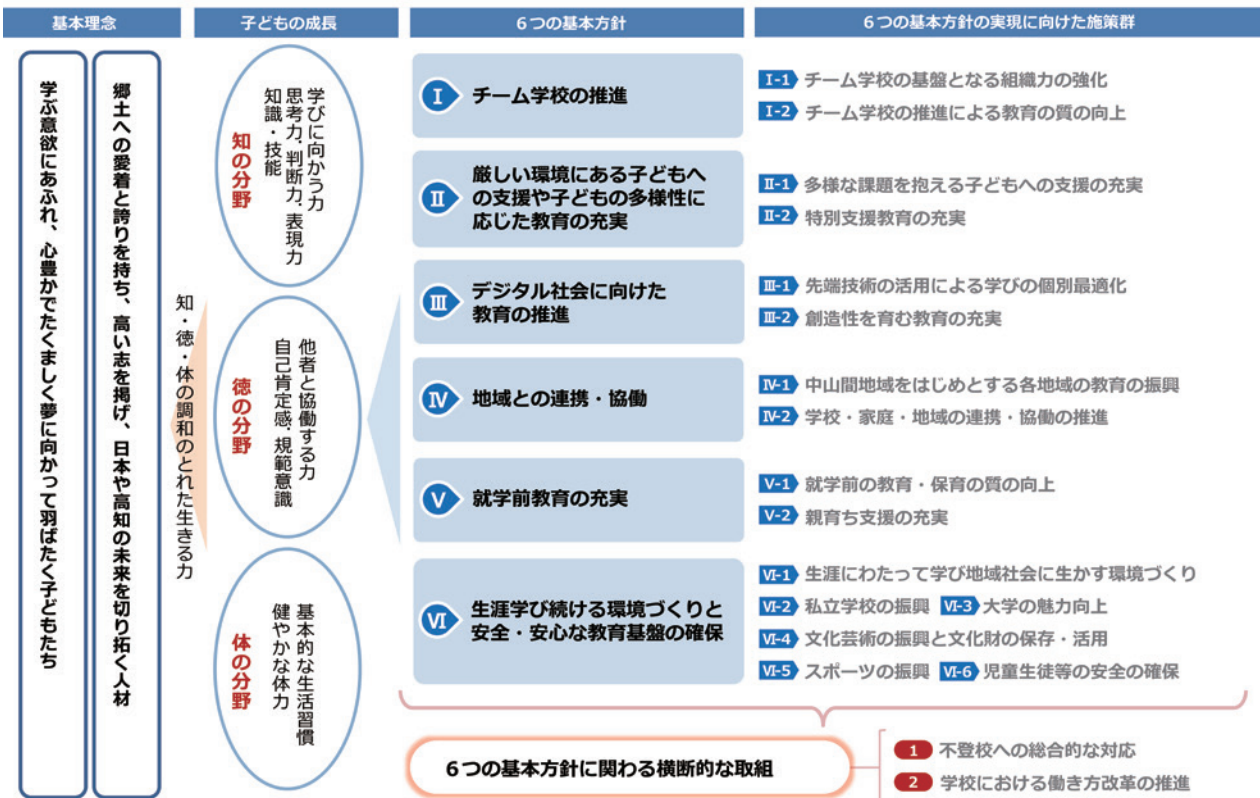 基本理念
子どもの成長
6つの基本方針
6つの基本方針の実現に向けた施策群
学ぶ意欲にあふれ、心豊かでたくましく夢に向かって羽ばたく子どもたち
郷土への愛着と誇りを持ち、高い志を掲げ、日本や高知の未来を切り拓く人材
知・徳・体の調和のとれた生きる力
学びに向かう力
思考力、判断力、表現力
知識・技能
知の分野
他者と協働する力
自己肯定感、規範意識
徳の分野
基本的な生活習慣
健やかな体力
体の分野
Ⅰ チーム学校の推進
Ⅰ-1 チーム学校の基盤となる組織力の強化
Ⅰ-2 チーム学校の推進による教育の質の向上
Ⅱ 厳しい環境にある子どもへ
の支援や子どもの多様性に
応じた教育の充実
Ⅱ-1 多様な課題を抱える子どもへの支援の充実
Ⅱ-2 特別支援教育の充実
Ⅲ デジタル社会に向けた
教育の推進
Ⅲ-1 先端技術の活用による学びの個別最適化
Ⅲ-2 創造性を育む教育の充実
Ⅳ 地域との連携・協働
Ⅳ-1 中山間地域をはじめとする各地域の教育の振興
Ⅳ-2 学校・家庭・地域の連携・協働の推進
Ⅴ 就学前教育の充実
Ⅴ-1 就学前の教育・保育の質の向上
Ⅴ-2 親育ち支援の充実
Ⅵ 生涯学び続ける環境づくりと
安全・安心な教育基盤の確保
Ⅵ-1 生涯にわたって学び地域社会に生かす環境づくり
Ⅵ-2 私立学校の振興 Ⅵ-3 大学の魅力向上
Ⅵ-4 文化芸術の振興と文化財の保存・活用
Ⅵ-5 スポーツの振興 Ⅵ-6 児童生徒等の安全の確保
6つの基本方針に関わる横断的な取組
1 不登校への総合的な対応
2 学校における働き方改革の推進